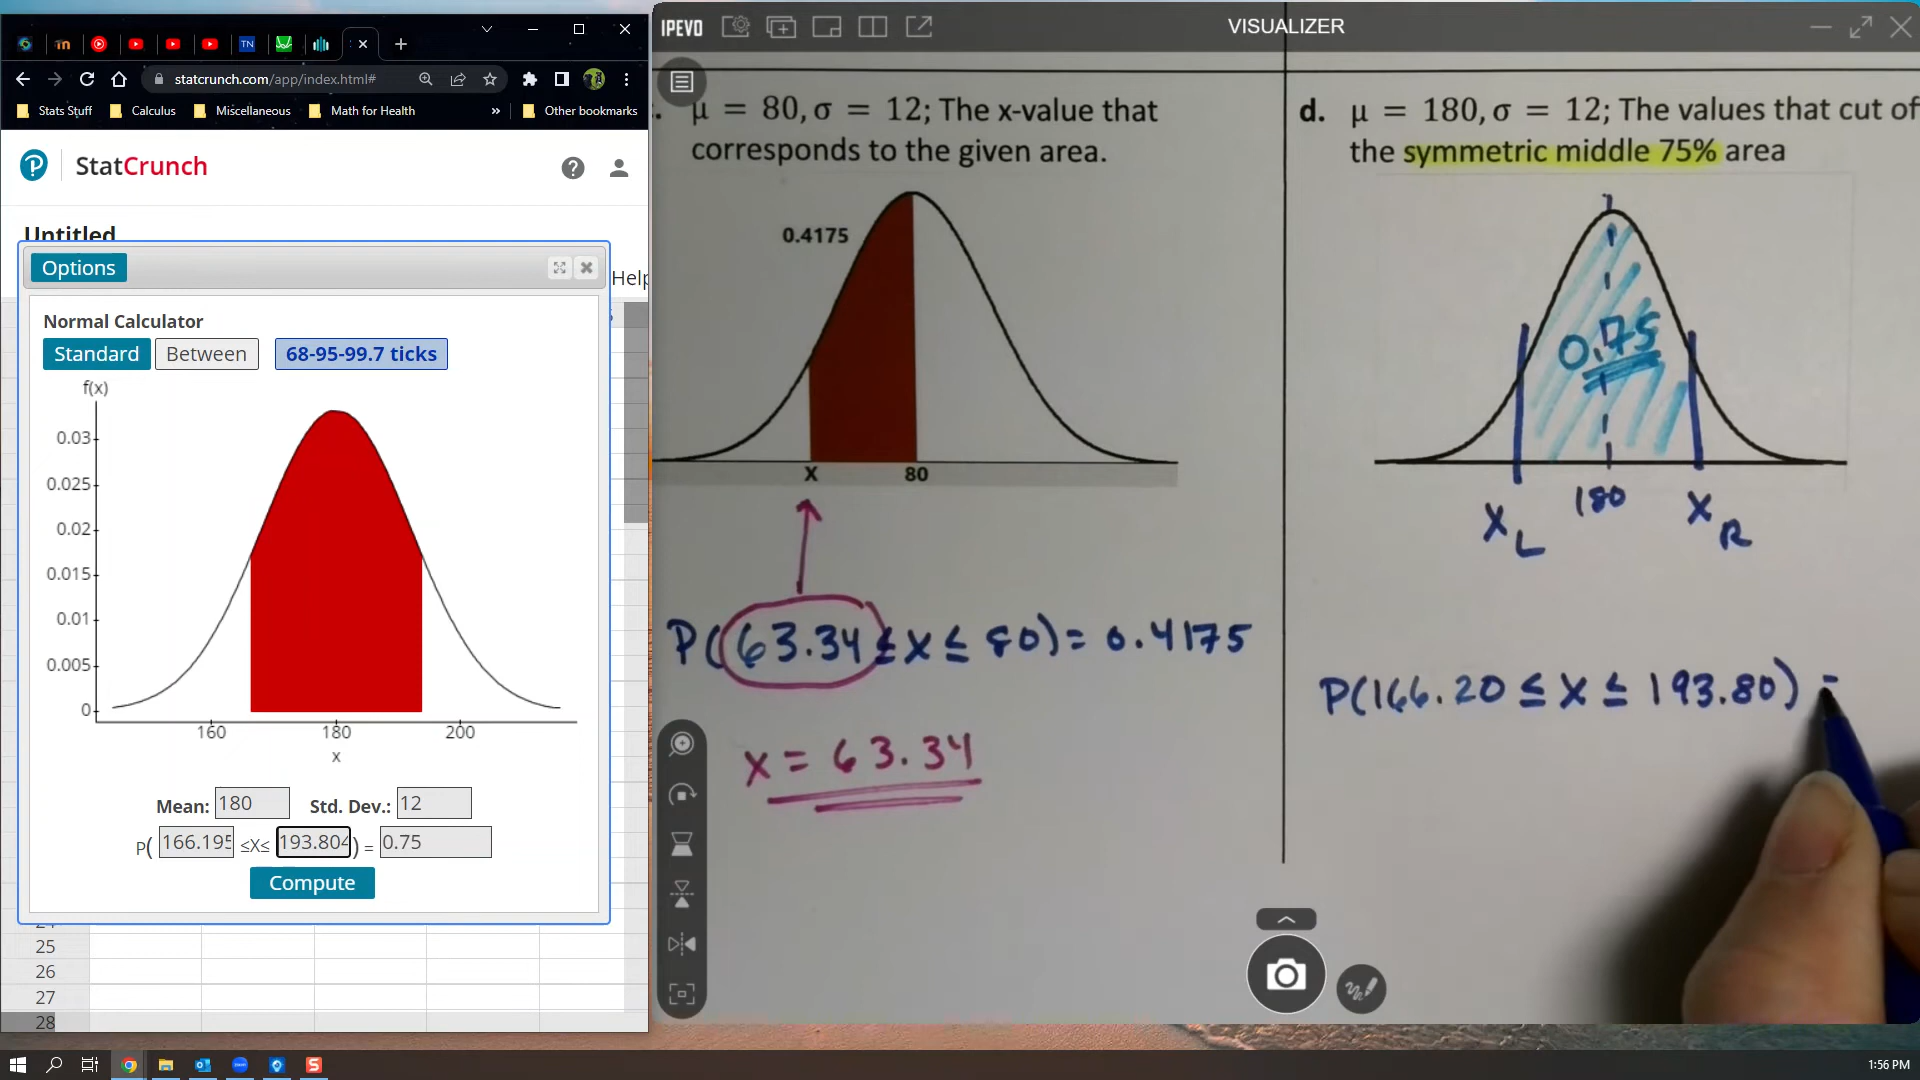 statcrunch.com/app/index.html#
Stats Stuff
Calculus
Miscellaneous
Math for Health
»
Other bookmarks
P
StatCrunch
Untitled
Help
Options
Normal Calculator
Standard
Between
68-95-99.7 ticks
f(x)
0.03
0.025
0.02
0.015
0.01
0.005
0
160
180
200
x
Mean: 180 Std. Dev.: 12
P( 166.195 ≤X≤ 193.804 ) = 0.75
Compute
25
26
27
28
IPEVO
VISUALIZER
μ = 80, σ = 12; The x-value that
corresponds to the given area.
0.4175
X
80
P(63.34 ≤ x ≤ 80) = 0.4175
x = 63.34
d. μ = 180, σ = 12; The values that cut of
the symmetric middle 75% area
0.75
XL
180
XR
P(166.20 ≤ X ≤ 193.80) =
1:56 PM